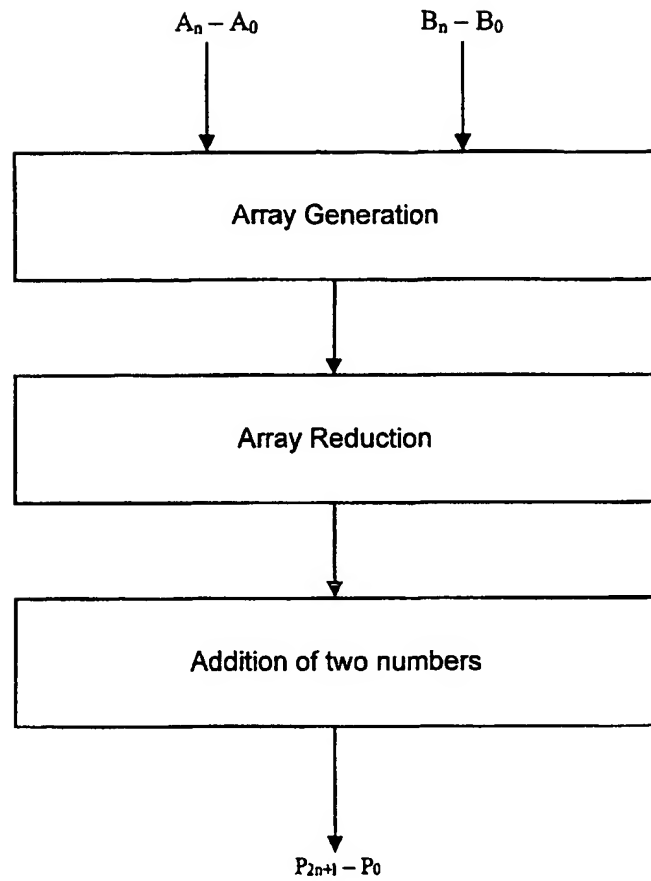 Aₙ – A₀
Bₙ – B₀
Array Generation
Array Reduction
Addition of two numbers
P₂ₙ₊₁ – P₀